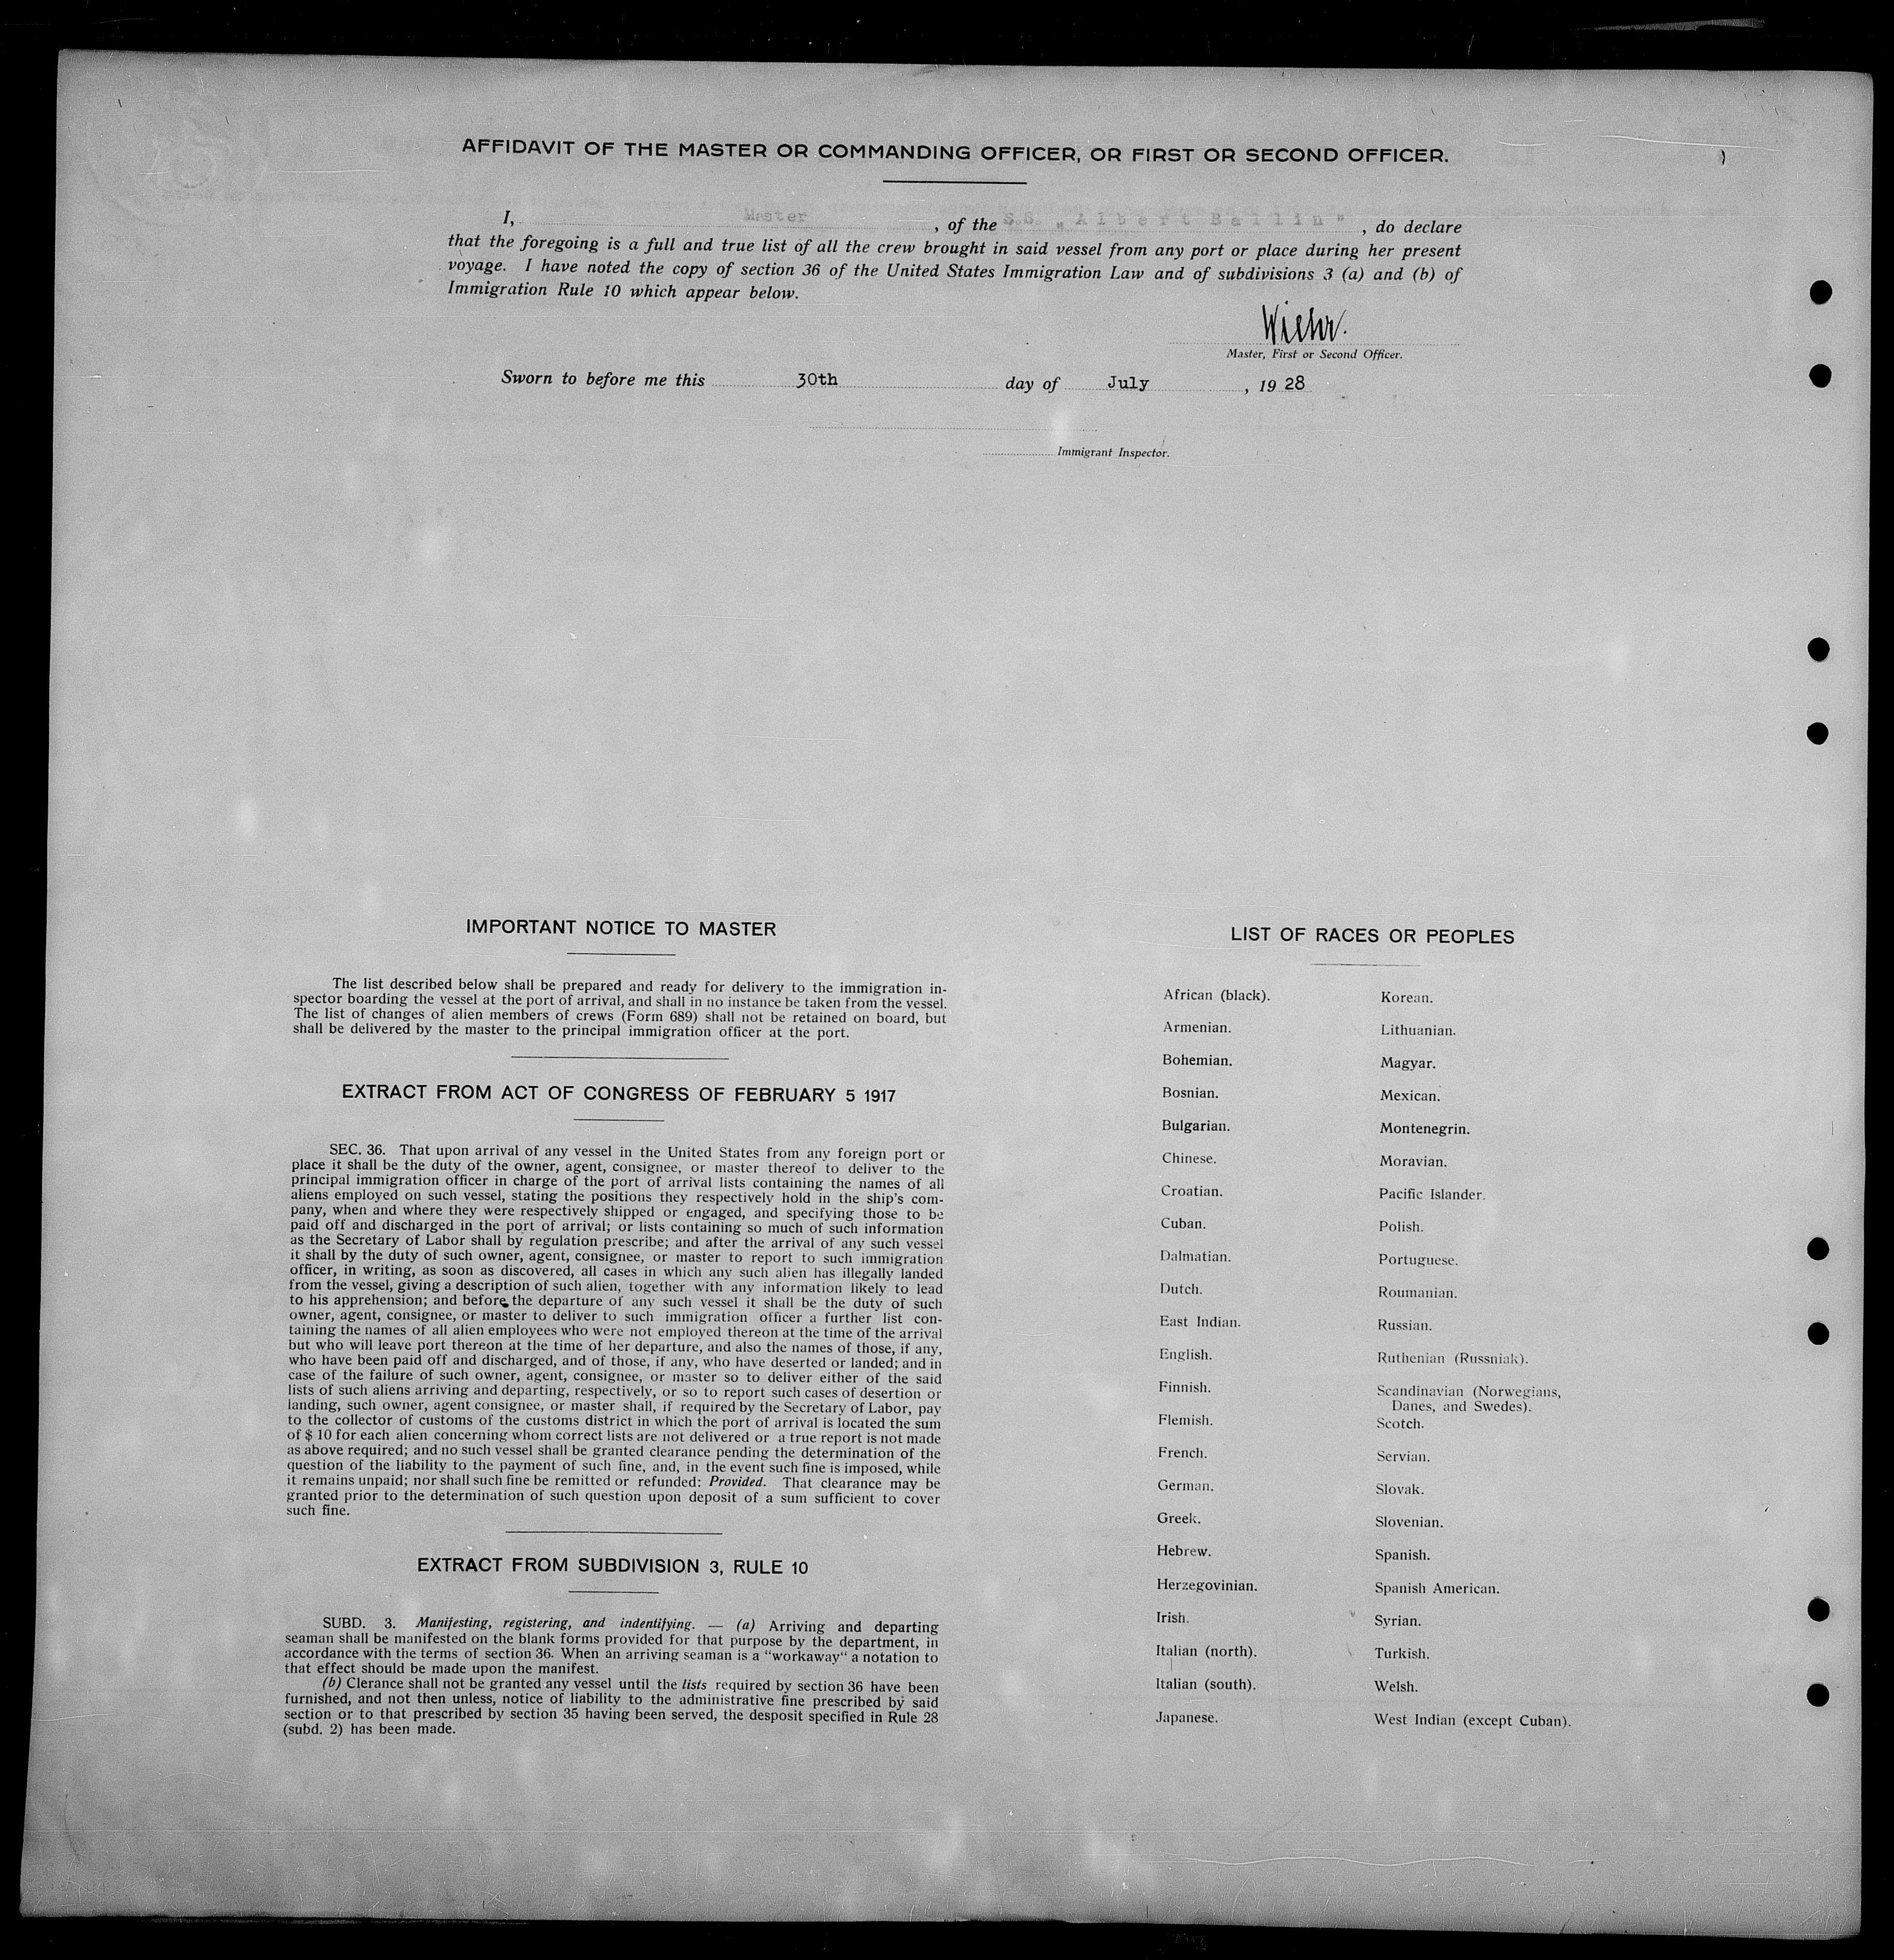 AFFIDAVIT OF THE MASTER OR COMMANDING OFFICER, OR FIRST OR SECOND OFFICER.
I, Master , of the S.S. „Albert Ballin" , do declare
that the foregoing is a full and true list of all the crew brought in said vessel from any port or place during her present
voyage. I have noted the copy of section 36 of the United States Immigration Law and of subdivisions 3 (a) and (b) of
Immigration Rule 10 which appear below.
Wiehr.
Master, First or Second Officer.
Sworn to before me this 30th day of July , 19 28
Immigrant Inspector.
IMPORTANT NOTICE TO MASTER
The list described below shall be prepared and ready for delivery to the immigration in-
spector boarding the vessel at the port of arrival, and shall in no instance be taken from the vessel.
The list of changes of alien members of crews (Form 689) shall not be retained on board, but
shall be delivered by the master to the principal immigration officer at the port.
EXTRACT FROM ACT OF CONGRESS OF FEBRUARY 5 1917
SEC. 36. That upon arrival of any vessel in the United States from any foreign port or
place it shall be the duty of the owner, agent, consignee, or master thereof to deliver to the
principal immigration officer in charge of the port of arrival lists containing the names of all
aliens employed on such vessel, stating the positions they respectively hold in the ship's com-
pany, when and where they were respectively shipped or engaged, and specifying those to be
paid off and discharged in the port of arrival; or lists containing so much of such information
as the Secretary of Labor shall by regulation prescribe; and after the arrival of any such vessel
it shall by the duty of such owner, agent, consignee, or master to report to such immigration
officer, in writing, as soon as discovered, all cases in which any such alien has illegally landed
from the vessel, giving a description of such alien, together with any information likely to lead
to his apprehension; and before the departure of any such vessel it shall be the duty of such
owner, agent, consignee, or master to deliver to such immigration officer a further list con-
taining the names of all alien employees who were not employed thereon at the time of the arrival
but who will leave port thereon at the time of her departure, and also the names of those, if any,
who have been paid off and discharged, and of those, if any, who have deserted or landed; and in
case of the failure of such owner, agent, consignee, or master so to deliver either of the said
lists of such aliens arriving and departing, respectively, or so to report such cases of desertion or
landing, such owner, agent consignee, or master shall, if required by the Secretary of Labor, pay
to the collector of customs of the customs district in which the port of arrival is located the sum
of $ 10 for each alien concerning whom correct lists are not delivered or a true report is not made
as above required; and no such vessel shall be granted clearance pending the determination of the
question of the liability to the payment of such fine, and, in the event such fine is imposed, while
it remains unpaid; nor shall such fine be remitted or refunded: Provided. That clearance may be
granted prior to the determination of such question upon deposit of a sum sufficient to cover
such fine.
EXTRACT FROM SUBDIVISION 3, RULE 10
SUBD. 3. Manifesting, registering, and indentifying. — (a) Arriving and departing
seaman shall be manifested on the blank forms provided for that purpose by the department, in
accordance with the terms of section 36. When an arriving seaman is a "workaway“ a notation to
that effect should be made upon the manifest.
(b) Clerance shall not be granted any vessel until the lists required by section 36 have been
furnished, and not then unless, notice of liability to the administrative fine prescribed by said
section or to that prescribed by section 35 having been served, the desposit specified in Rule 28
(subd. 2) has been made.
LIST OF RACES OR PEOPLES
African (black).
Armenian.
Bohemian.
Bosnian.
Bulgarian.
Chinese.
Croatian.
Cuban.
Dalmatian.
Dutch.
East Indian.
English.
Finnish.
Flemish.
French.
German.
Greek.
Hebrew.
Herzegovinian.
Irish.
Italian (north).
Italian (south).
Japanese.
Korean.
Lithuanian.
Magyar.
Mexican.
Montenegrin.
Moravian.
Pacific Islander.
Polish.
Portuguese.
Roumanian.
Russian.
Ruthenian (Russniak).
Scandinavian (Norwegians,
Danes, and Swedes).
Scotch.
Servian.
Slovak.
Slovenian.
Spanish.
Spanish American.
Syrian.
Turkish.
Welsh.
West Indian (except Cuban).